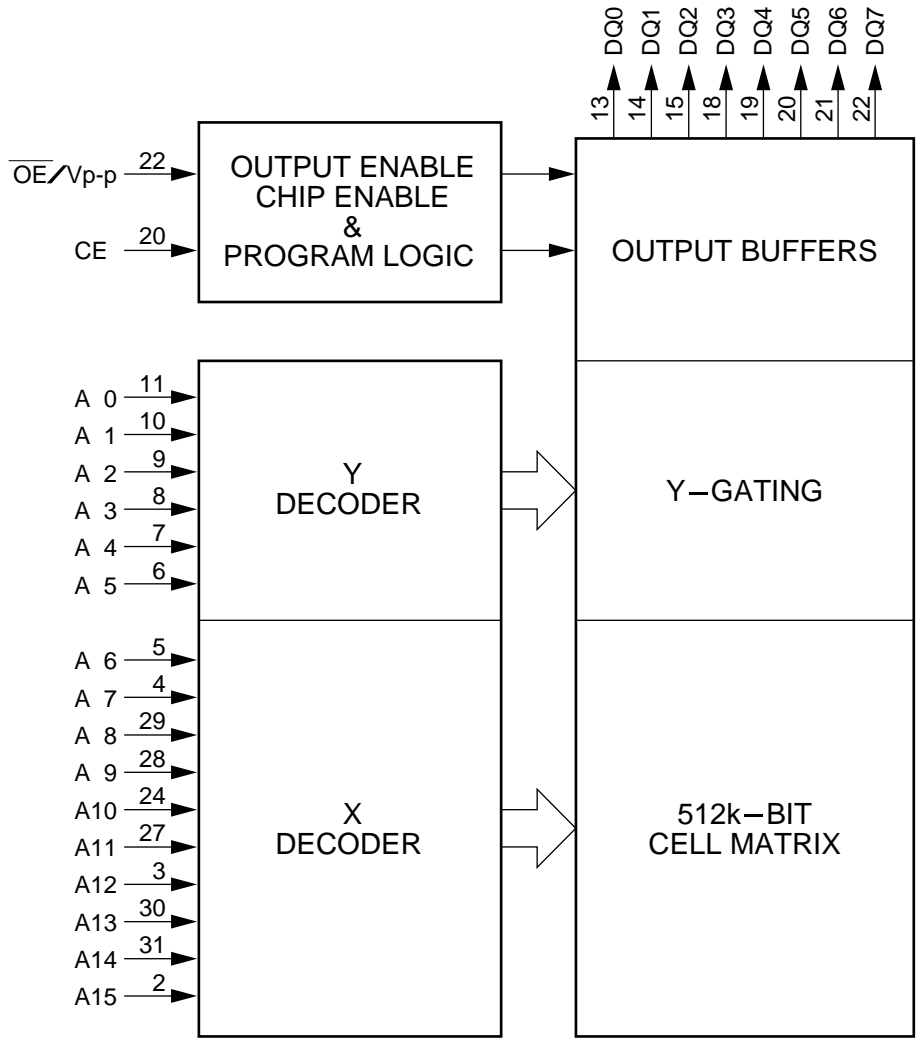 DQ0
DQ1
DQ2
DQ3
DQ4
DQ5
DQ6
DQ7
13
14
15
18
19
20
21
22
OE/Vp-p 22
CE 20
OUTPUT ENABLE
CHIP ENABLE
&
PROGRAM LOGIC
OUTPUT BUFFERS
A 0 11
A 1 10
A 2 9
A 3 8
A 4 7
A 5 6
Y
DECODER
Y–GATING
A 6 5
A 7 4
A 8 29
A 9 28
A10 24
A11 27
A12 3
A13 30
A14 31
A15 2
X
DECODER
512k–BIT
CELL MATRIX